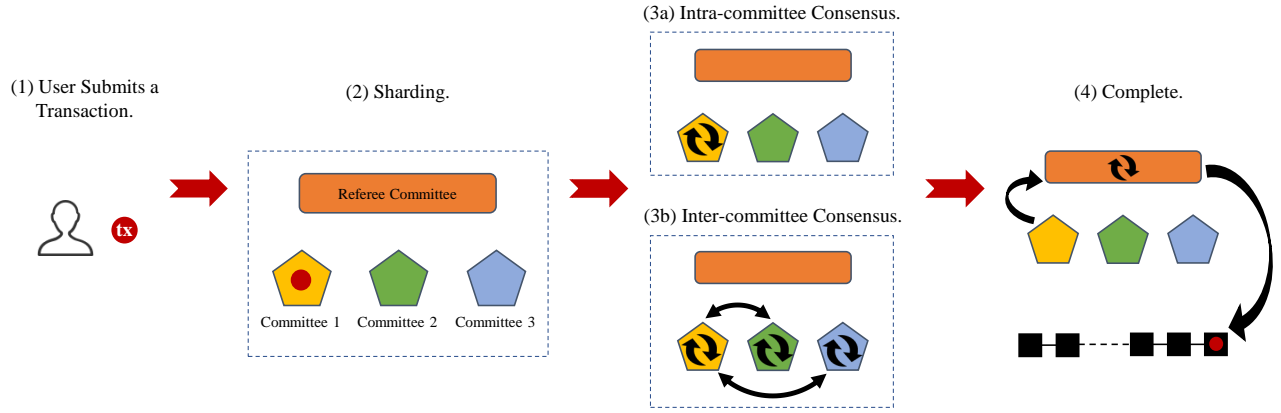 (1) User Submits a
Transaction.
tx
(2) Sharding.
Referee Committee
Committee 1
Committee 2
Committee 3
(3a) Intra-committee Consensus.
(3b) Inter-committee Consensus.
(4) Complete.